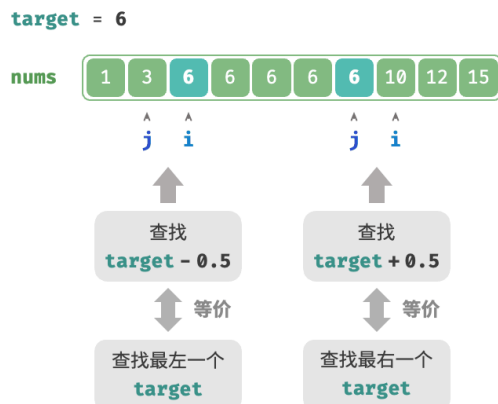 target = 6
nums 1 3 6 6 6 6 6 10 12 15
j i j i
查找 查找
target - 0.5 target + 0.5
等价 等价
查找最左一个 查找最右一个
target target